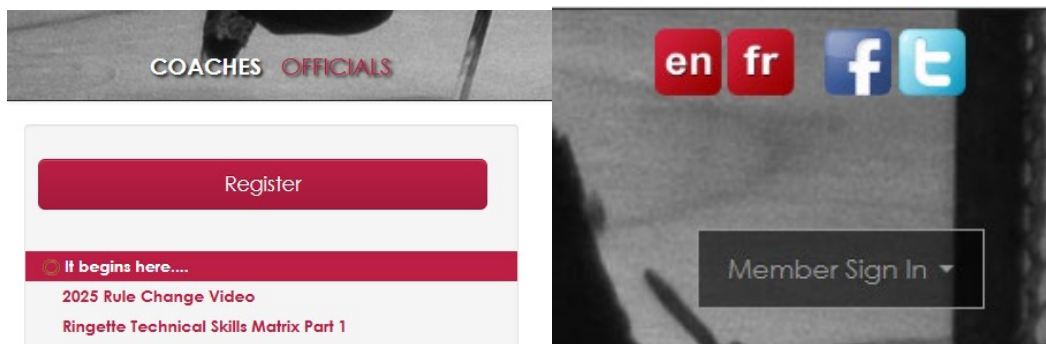 COACHES OFFICIALS
Register
It begins here....
2025 Rule Change Video
Ringette Technical Skills Matrix Part 1
en fr f t
Member Sign In